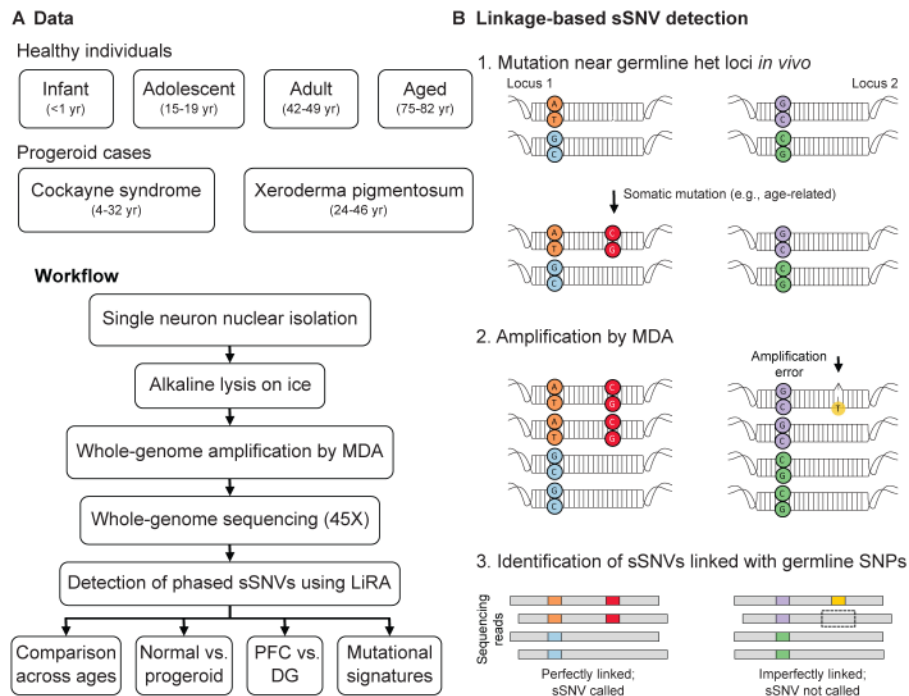 A Data
Healthy individuals
Infant
(<1 yr)
Adolescent
(15-19 yr)
Adult
(42-49 yr)
Aged
(75-82 yr)
Progeroid cases
Cockayne syndrome
(4-32 yr)
Xeroderma pigmentosum
(24-46 yr)
Workflow
Single neuron nuclear isolation
Alkaline lysis on ice
Whole-genome amplification by MDA
Whole-genome sequencing (45X)
Detection of phased sSNVs using LiRA
Comparison
across
ages
Normal vs.
progeroid
PFC vs.
DG
Mutational
signatures
B Linkage-based sSNV detection
1. Mutation near germline het loci in vivo
Locus 1
Locus 2
A
T
G
C
G
C
C
G
Somatic mutation (e.g., age-related)
A C
T G
G
C
G
C
C
G
2. Amplification by MDA
Amplification
error
A C
T G
A C
T G
G
C
G
C
G
C T
G
C
C
G
C
G
3. Identification of sSNVs linked with germline SNPs
Sequencing
reads
Perfectly linked;
sSNV called
Imperfectly linked;
sSNV not called